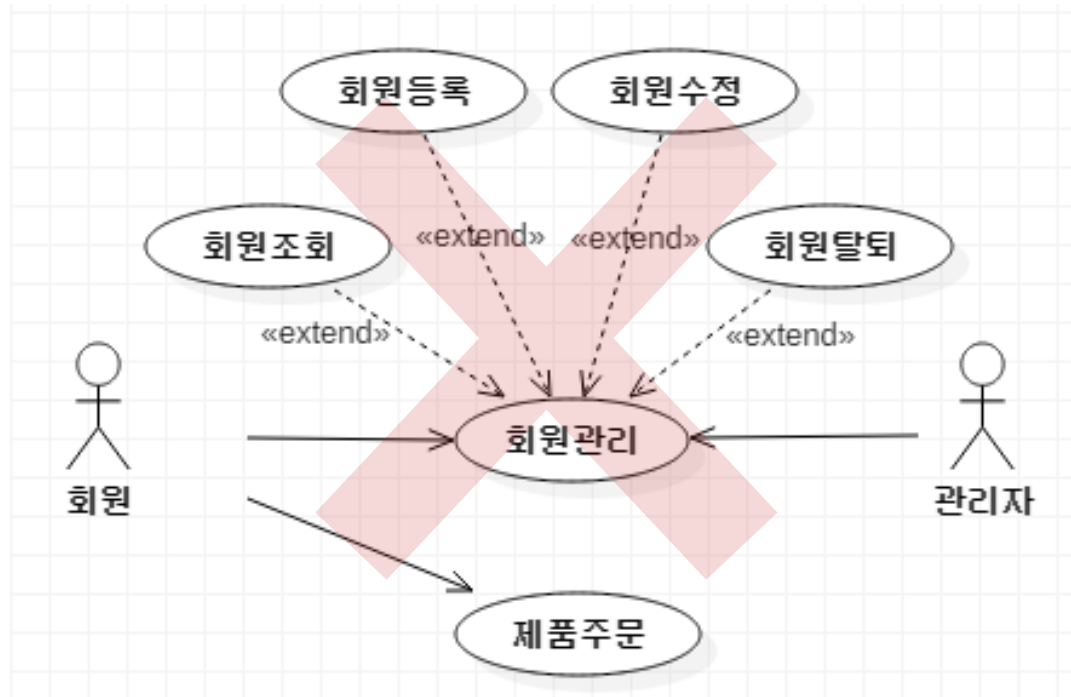 회원등록
회원수정
회원조회
«extend»
«extend»
회원탈퇴
«extend»
«extend»
회원관리
회원
관리자
제품주문